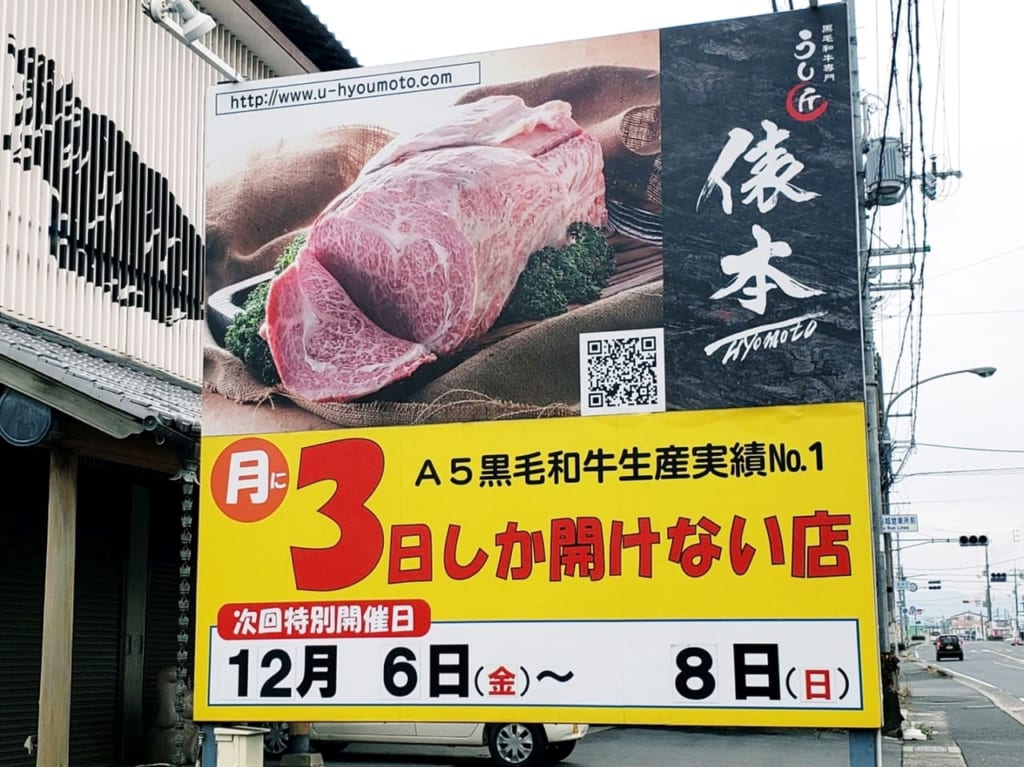 http://www.u-hyoumoto.com
黒毛和牛専門
うし匠
俵本
Hyomoto
月に
3日しか開けない店
A5黒毛和牛生産実績No.1
次回特別開催日
12月 6日(金)~ 8日(日)